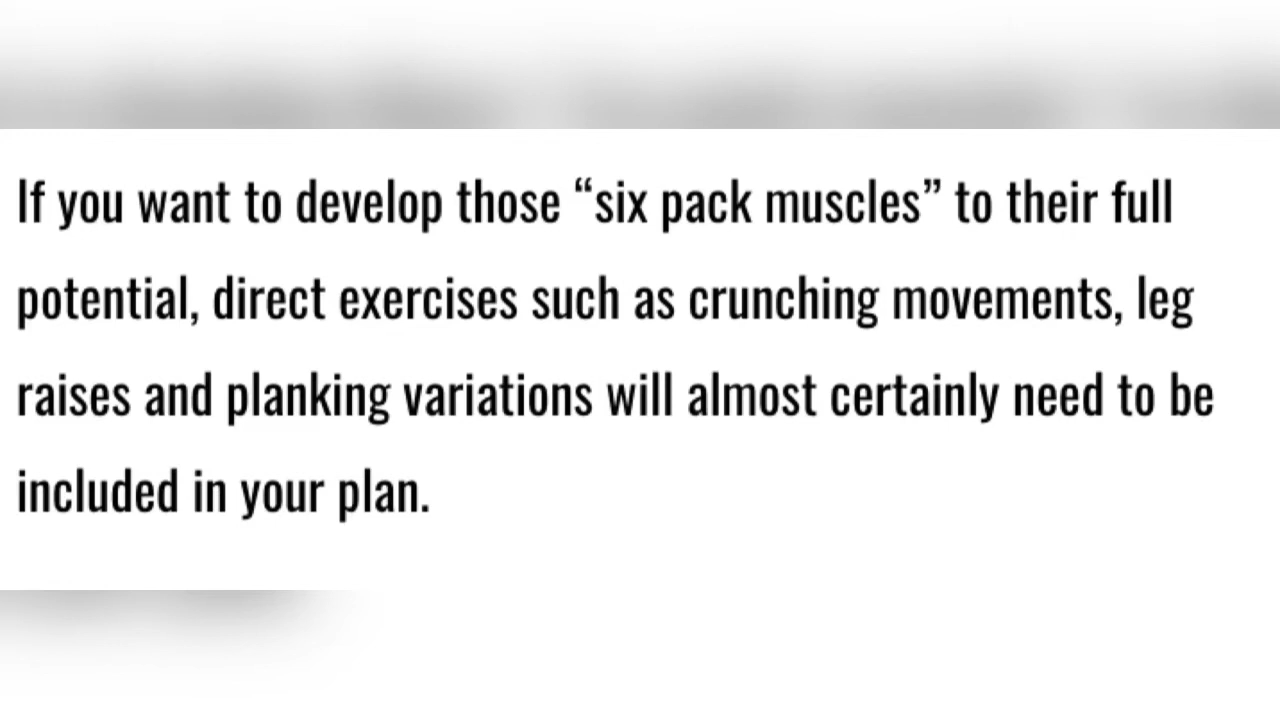 If you want to develop those “six pack muscles” to their full
potential, direct exercises such as crunching movements, leg
raises and planking variations will almost certainly need to be
included in your plan.